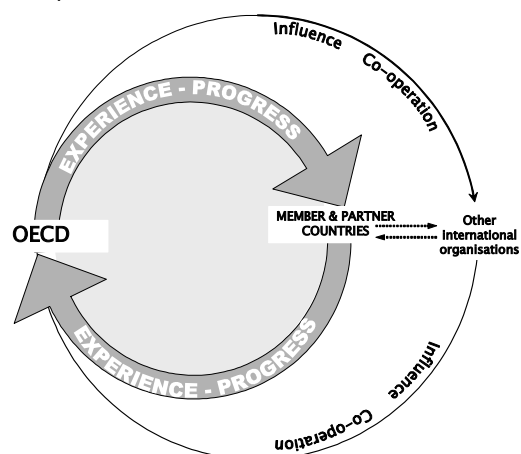 Influence
Co-operation
EXPERIENCE - PROGRESS
OECD
MEMBER & PARTNER
COUNTRIES
Other
international
organisations
EXPERIENCE - PROGRESS
Influence
Co-operation